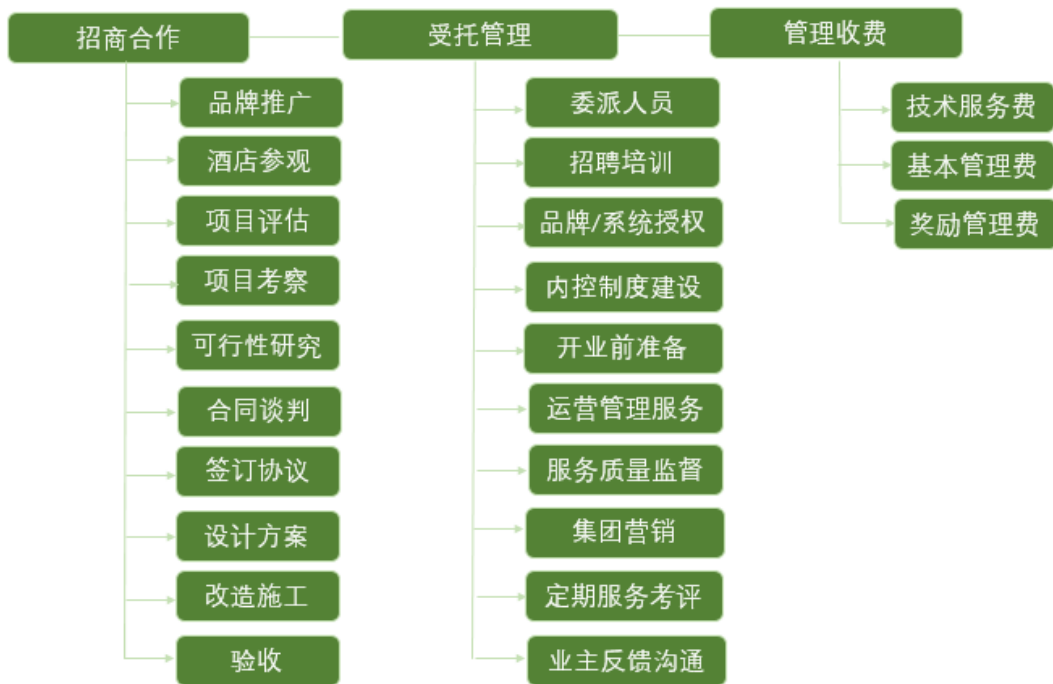 招商合作
品牌推广
酒店参观
项目评估
项目考察
可行性研究
合同谈判
签订协议
设计方案
改造施工
验收
受托管理
委派人员
招聘培训
品牌/系统授权
内控制度建设
开业前准备
运营管理服务
服务质量监督
集团营销
定期服务考评
业主反馈沟通
管理收费
技术服务费
基本管理费
奖励管理费